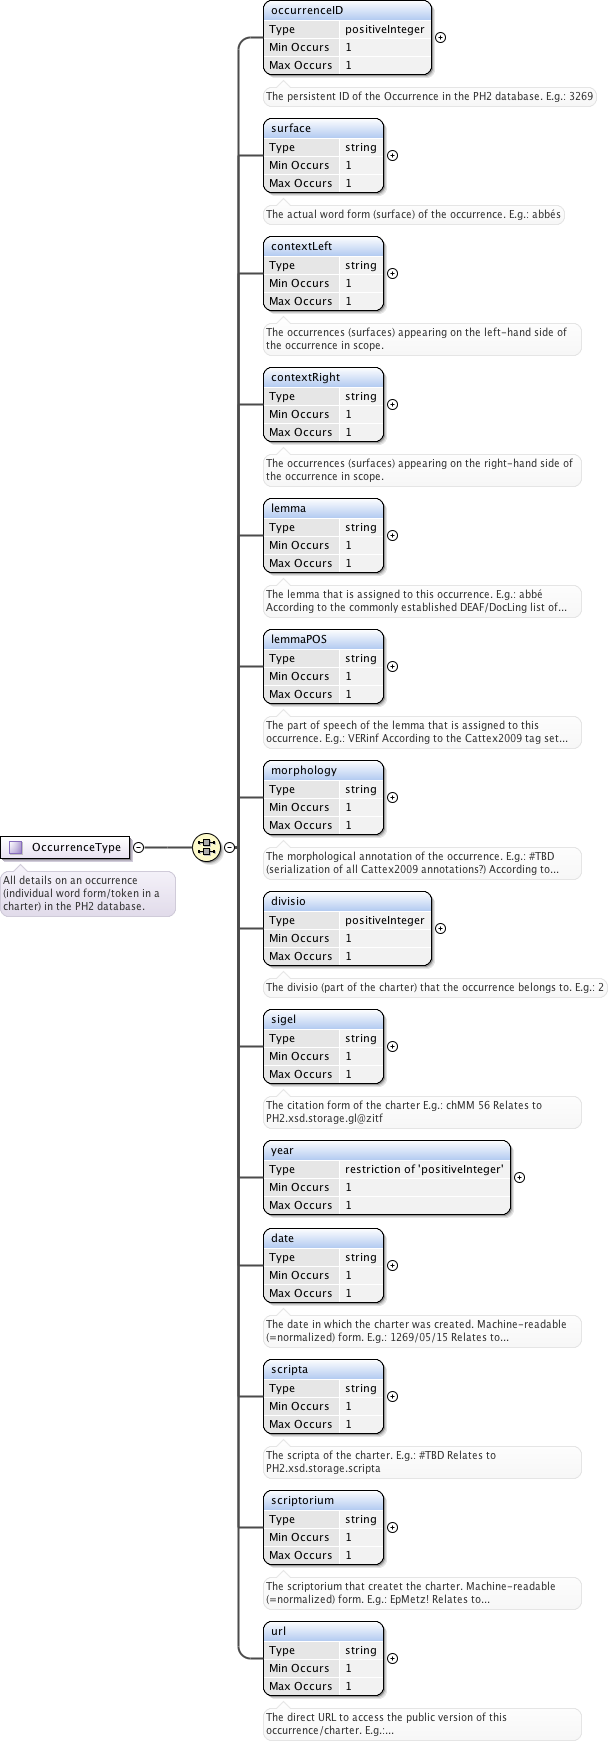 occurrenceID
Type positiveInteger
Min Occurs 1
Max Occurs 1
The persistent ID of the Occurrence in the PH2 database. E.g.: 3269
surface
Type string
Min Occurs 1
Max Occurs 1
The actual word form (surface) of the occurrence. E.g.: abbés
contextLeft
Type string
Min Occurs 1
Max Occurs 1
The occurrences (surfaces) appearing on the left-hand side of
the occurrence in scope.
contextRight
Type string
Min Occurs 1
Max Occurs 1
The occurrences (surfaces) appearing on the right-hand side of
the occurrence in scope.
lemma
Type string
Min Occurs 1
Max Occurs 1
The lemma that is assigned to this occurrence. E.g.: abbé
According to the commonly established DEAF/DocLing list of...
lemmaPOS
Type string
Min Occurs 1
Max Occurs 1
The part of speech of the lemma that is assigned to this
occurrence. E.g.: VERinf According to the Cattex2009 tag set...
morphology
Type string
Min Occurs 1
Max Occurs 1
The morphological annotation of the occurrence. E.g.: #TBD
(serialization of all Cattex2009 annotations?) According to...
OccurrenceType
All details on an occurrence
(individual word form/token in a
charter) in the PH2 database.
divisio
Type positiveInteger
Min Occurs 1
Max Occurs 1
The divisio (part of the charter) that the occurrence belongs to. E.g.: 2
sigel
Type string
Min Occurs 1
Max Occurs 1
The citation form of the charter E.g.: chMM 56 Relates to
PH2.xsd.storage.gl@zitf
year
Type restriction of 'positiveInteger'
Min Occurs 1
Max Occurs 1
date
Type string
Min Occurs 1
Max Occurs 1
The date in which the charter was created. Machine-readable
(=normalized) form. E.g.: 1269/05/15 Relates to...
scripta
Type string
Min Occurs 1
Max Occurs 1
The scripta of the charter. E.g.: #TBD Relates to
PH2.xsd.storage.scripta
scriptorium
Type string
Min Occurs 1
Max Occurs 1
The scriptorium that createt the charter. Machine-readable
(=normalized) form. E.g.: EpMetz! Relates to...
url
Type string
Min Occurs 1
Max Occurs 1
The direct URL to access the public version of this
occurrence/charter. E.g.:...